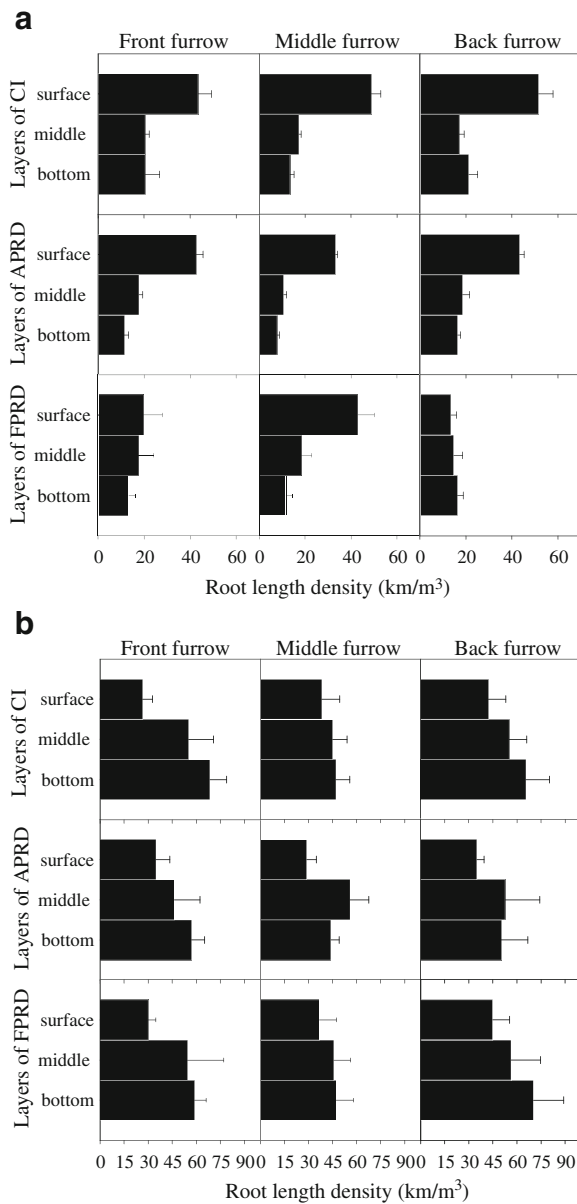 a
Front furrow Middle furrow Back furrow
Layers of CI
surface
middle
bottom
Layers of APRD
surface
middle
bottom
Layers of FPRD
surface
middle
bottom
0 20 40 60 0 20 40 60 0 20 40 60
Root length density (km/m³)
b
Front furrow Middle furrow Back furrow
Layers of CI
surface
middle
bottom
Layers of APRD
surface
middle
bottom
Layers of FPRD
surface
middle
bottom
0 15 30 45 60 75 900 15 30 45 60 75 900 15 30 45 60 75 90
Root length density (km/m³)